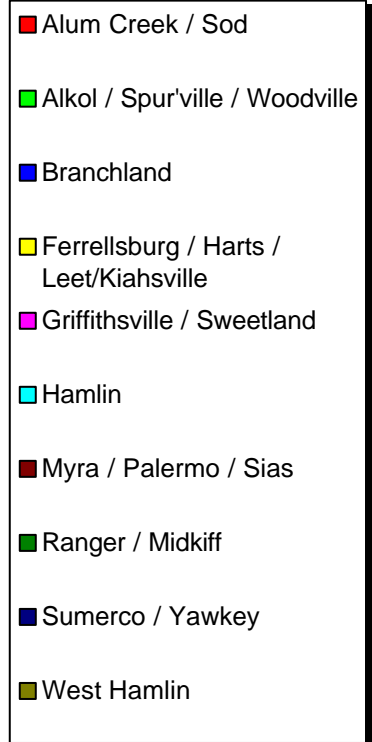 Alum Creek / Sod
Alkol / Spur'ville / Woodville
Branchland
Ferrellsburg / Harts /
Leet/Kiahsville
Griffithsville / Sweetland
Hamlin
Myra / Palermo / Sias
Ranger / Midkiff
Sumerco / Yawkey
West Hamlin